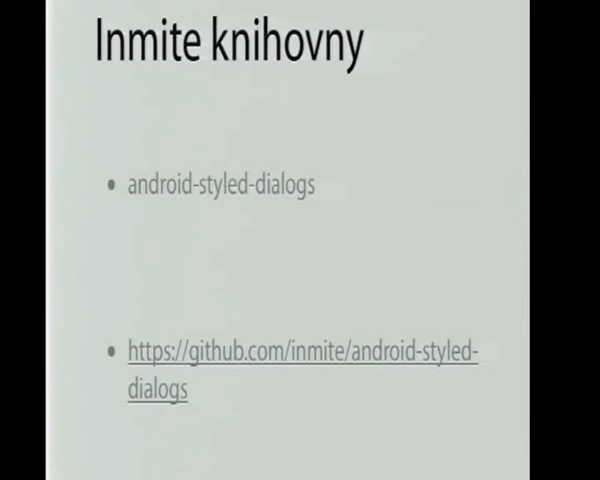 Inmite knihovny
• android-styled-dialogs
• https://github.com/inmite/android-styled-
dialogs